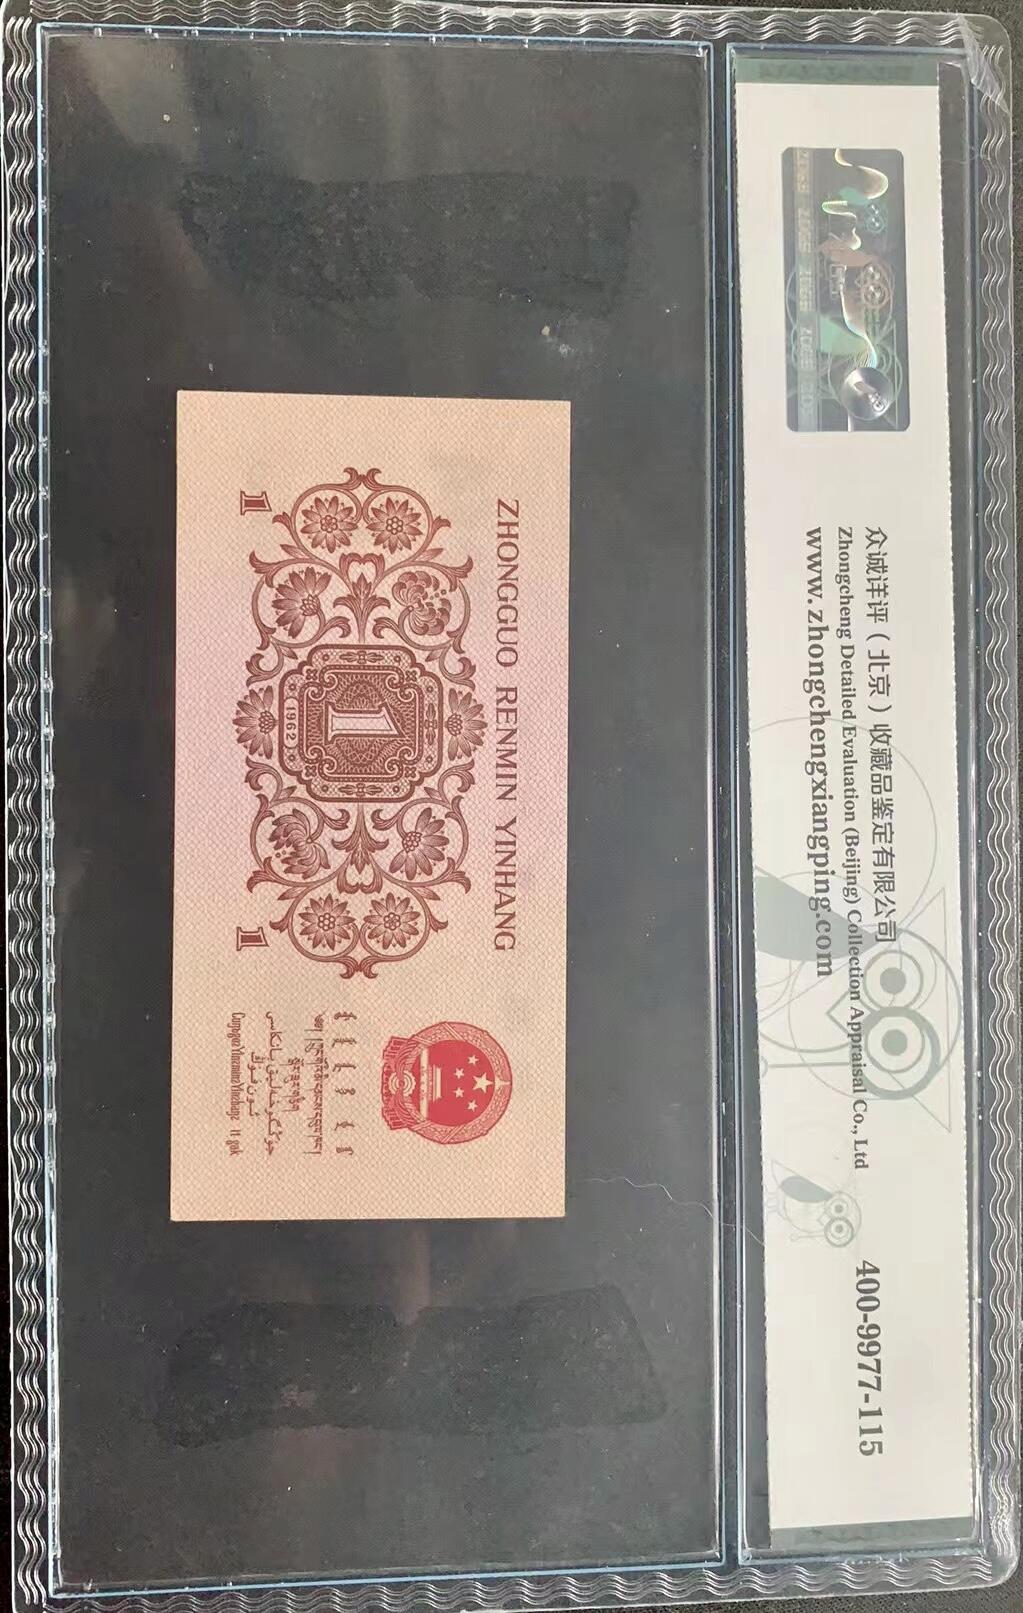 众诚详评（北京）收藏品鉴定有限公司
Zhongcheng Detailed Evaluation (Beijing) Collection Appraisal Co., Ltd
www.zhongchengxiangping.com
400-9977-115
ZHONGGUO RENMIN YINHANG
1
1962
1
1